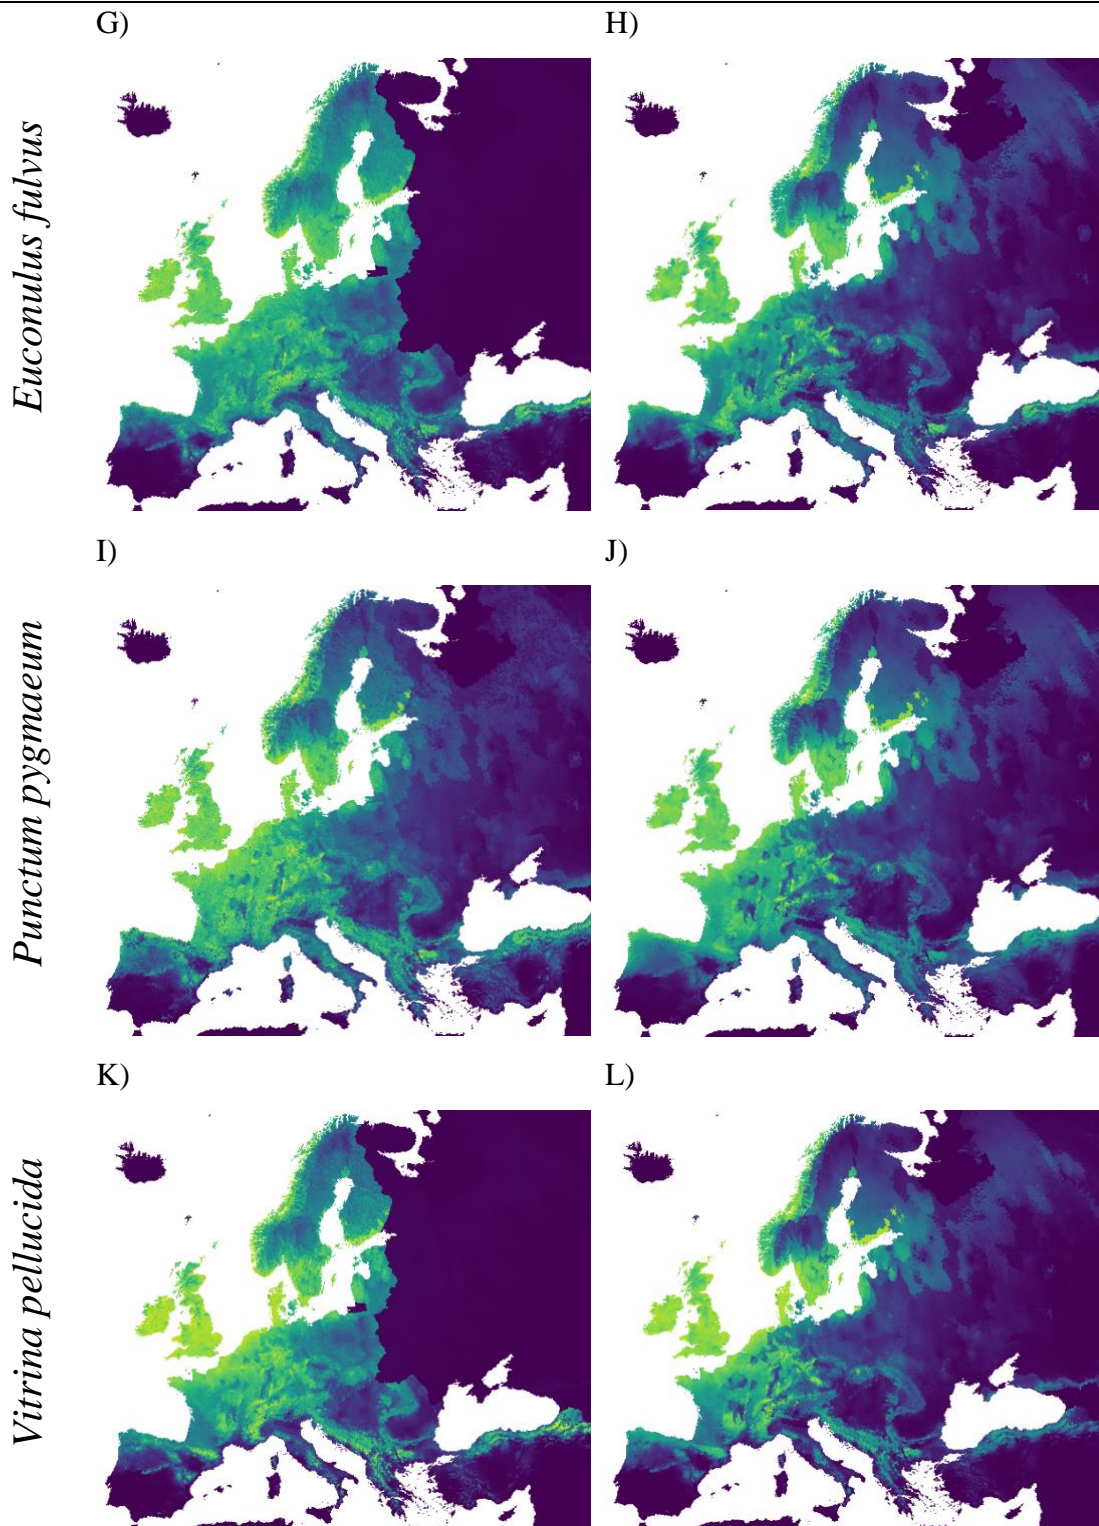 G)
H)
Euconulus fulvus
I)
J)
Punctum pygmaeum
K)
L)
Vitrina pellucida